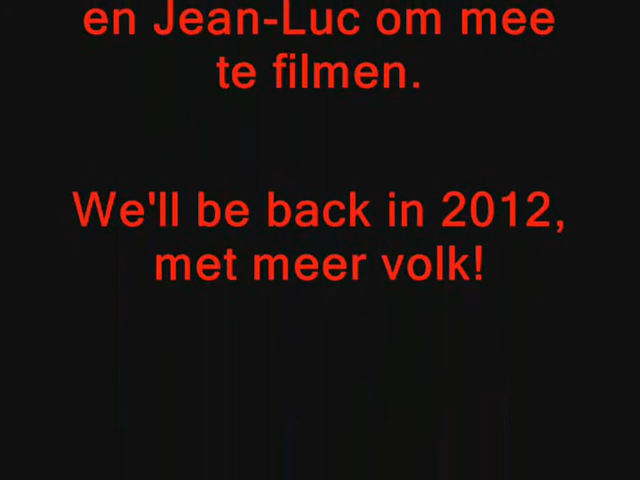 en Jean-Luc om mee
te filmen.
We'll be back in 2012,
met meer volk!